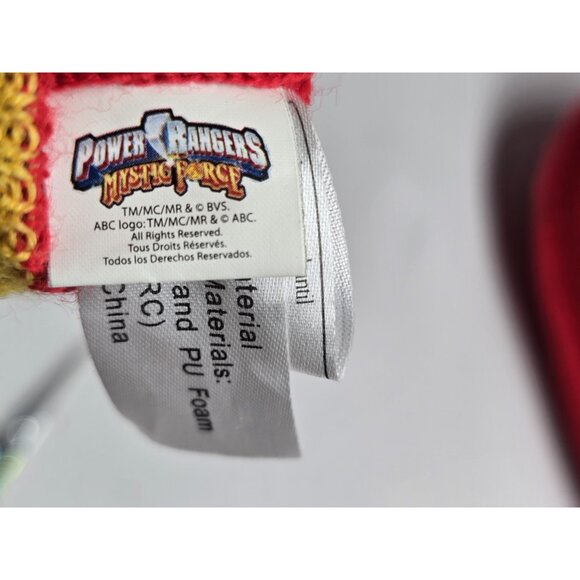 POWER RANGERS
MYSTIC FORCE
TM/MC/MR & © BVS.
ABC logo: TM/MC/MR & © ABC.
All Rights Reserved.
Tous Droits Réservés.
Todos los Derechos Reservados.
aterial
Materials:
and PU Foam
RC)
China
antil